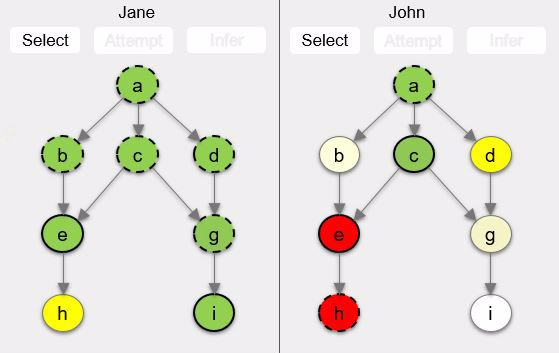 Jane
Select Attempt Infer
a
b c d
e g
h i
John
Select Attempt Infer
a
b c d
e g
h i